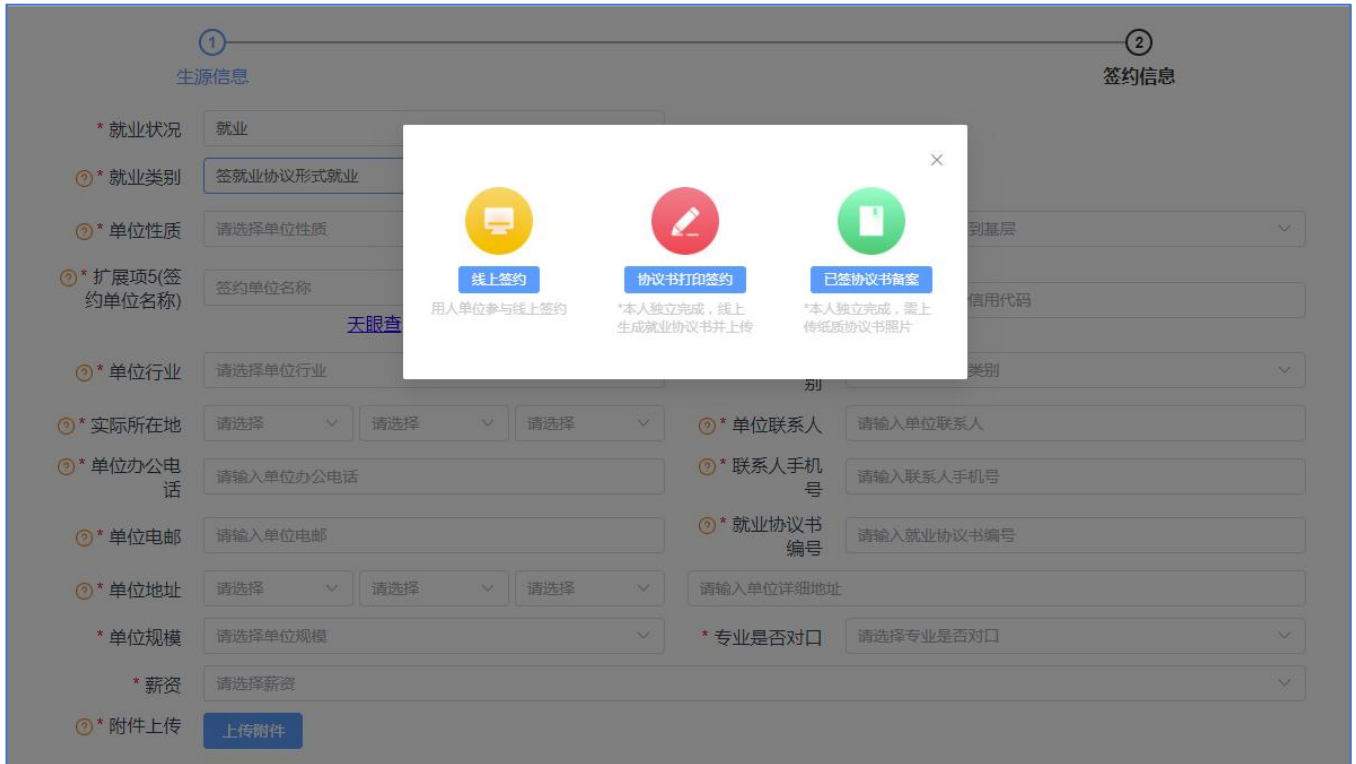 1
2
生源信息
签约信息
* 就业状况
就业
* 就业类别
签就业协议形式就业
* 单位性质
请选择单位性质
到基层
* 扩展项5(签
约单位名称)
签约单位名称
信用代码
天眼查
线上签约
协议书打印签约
已签协议书备案
用人单位参与线上签约
*本人独立完成，线上
生成就业协议书并上传
*本人独立完成，需上
传纸质协议书照片
* 单位行业
请选择单位行业
别
类别
* 实际所在地
请选择
请选择
请选择
* 单位联系人
请输入单位联系人
* 单位办公电
话
请输入单位办公电话
* 联系人手机
号
请输入联系人手机号
* 单位电邮
请输入单位电邮
* 就业协议书
编号
请输入就业协议书编号
* 单位地址
请选择
请选择
请选择
请输入单位详细地址
* 单位规模
请选择单位规模
* 专业是否对口
请选择专业是否对口
* 薪资
请选择薪资
* 附件上传
上传附件